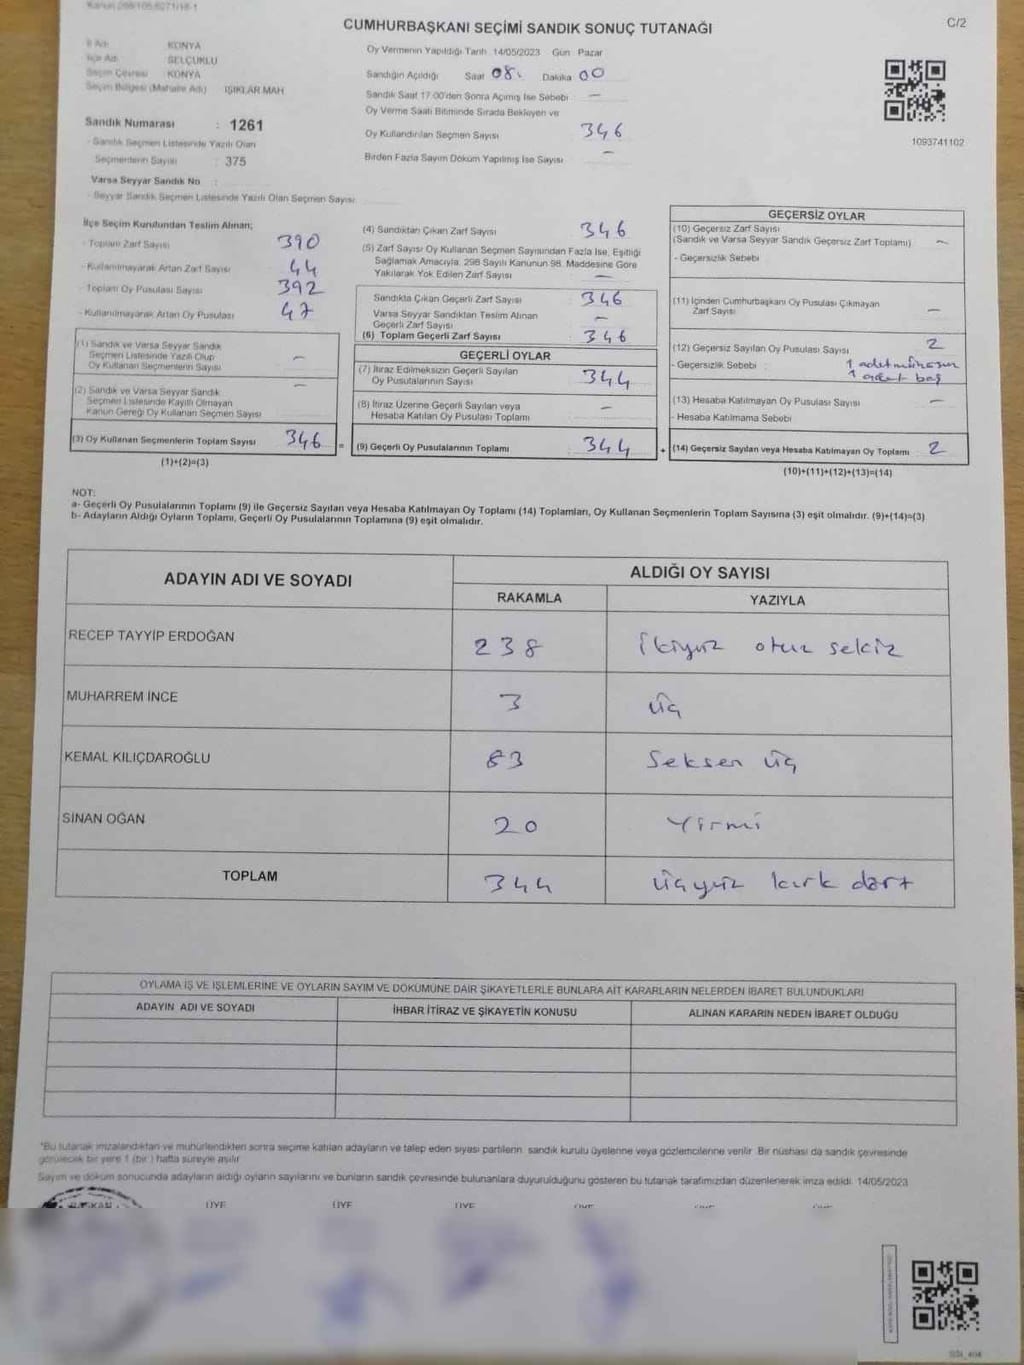 CUMHURBAŞKANI SEÇİMİ SANDIK SONUÇ TUTANAĞI
C/2
İl Adı : KONYA
İlçe Adı : SELÇUKLU
Seçim Çevresi : KONYA
Seçim Bölgesi (Mahalle Adı) IŞIKLAR MAH
Sandık Numarası : 1261
- Sandık Seçmen Listesinde Yazılı Olan
Seçmenlerin Sayısı : 375
Varsa Seyyar Sandık No :
- Seyyar Sandık Seçmen Listesinde Yazılı Olan Seçmen Sayısı:
Oy Vermenin Yapıldığı Tarih 14/05/2023 Gün Pazar
Sandığın Açıldığı Saat 08. Dakika 00
Sandık Saat 17.00'den Sonra Açımış İse Sebebi —
Oy Verme Saati Bitiminde Sırada Bekleyen ve
Oy Kullandırılan Seçmen Sayısı 346
Birden Fazla Sayım Döküm Yapılmış İse Sayısı —
1093741102
İlçe Seçim Kurulundan Teslim Alınan;
- Toplam Zarf Sayısı 390
- Kullanılmayarak Artan Zarf Sayısı 44
- Toplam Oy Pusulası Sayısı 392
- Kullanılmayarak Artan Oy Pusulası 47
(1) Sandık ve Varsa Seyyar Sandık
Seçmen Listesinde Yazılı Olup
Oy Kullanan Seçmenlerin Sayısı —
(2) Sandık ve Varsa Seyyar Sandık
Seçmen Listesinde Kayıtlı Olmayan
Kanun Gereği Oy Kullanan Seçmen Sayısı —
(3) Oy Kullanan Seçmenlerin Toplam Sayısı 346 =
(1)+(2)=(3)
(4) Sandıktan Çıkan Zarf Sayısı 346
(5) Zarf Sayısı Oy Kullanan Seçmen Sayısından Fazla İse, Eşitliği
Sağlamak Amacıyla, 298 Sayılı Kanunun 98. Maddesine Göre
Yakılarak Yok Edilen Zarf Sayısı —
Sandıkta Çıkan Geçerli Zarf Sayısı 346
Varsa Seyyar Sandıktan Teslim Alınan
Geçerli Zarf Sayısı —
(6) Toplam Geçerli Zarf Sayısı 346
GEÇERLİ OYLAR
(7) İtiraz Edilmeksizin Geçerli Sayılan
Oy Pusulalarının Sayısı 344
(8) İtiraz Üzerine Geçerli Sayılan veya
Hesaba Katılan Oy Pusulası Toplamı —
(9) Geçerli Oy Pusulalarının Toplamı 344 +
GEÇERSİZ OYLAR
(10) Geçersiz Zarf Sayısı
(Sandık ve Varsa Seyyar Sandık Geçersiz Zarf Toplamı) —
- Geçersizlik Sebebi
(11) İçinden Cumhurbaşkanı Oy Pusulası Çıkmayan
Zarf Sayısı —
(12) Geçersiz Sayılan Oy Pusulası Sayısı 2
- Geçersizlik Sebebi : 1 adet
1 adet boş
(13) Hesaba Katılmayan Oy Pusulası Sayısı —
- Hesaba Katılmama Sebebi
(14) Geçersiz Sayılan veya Hesaba Katılmayan Oy Toplamı 2
(10)+(11)+(12)+(13)=(14)
NOT:
a- Geçerli Oy Pusulalarının Toplamı (9) ile Geçersiz Sayılan veya Hesaba Katılmayan Oy Toplamı (14) Toplamları, Oy Kullanan Seçmenlerin Toplam Sayısına (3) eşit olmalıdır. (9)+(14)=(3)
b- Adayların Aldığı Oyların Toplamı, Geçerli Oy Pusulalarının Toplamına (9) eşit olmalıdır.
ADAYIN ADI VE SOYADI
ALDIĞI OY SAYISI
RAKAMLA YAZIYLA
RECEP TAYYİP ERDOĞAN 238 ikiyüz otuz sekiz
MUHARREM İNCE 3 üç
KEMAL KILIÇDAROĞLU 83 Seksen üç
SİNAN OĞAN 20 Yirmi
TOPLAM 344 üçyüz kırk dört
OYLAMA İŞ VE İŞLEMLERİNE VE OYLARIN SAYIM VE DÖKÜMÜNE DAİR ŞİKAYETLERLE BUNLARA AİT KARARLARIN NELERDEN İBARET BULUNDUKLARI
ADAYIN ADI VE SOYADI İHBAR İTİRAZ VE ŞİKAYETİN KONUSU ALINAN KARARIN NEDEN İBARET OLDUĞU
*Bu tutanak imzalandıktan ve mühürlendikten sonra seçime katılan adayların ve talep eden siyasi partilerin sandık kurulu üyelerine veya gözlemcilerine verilir. Bir nüshası da sandık çevresinde
görülecek bir yere 1 (bir ) hafta süreyle asılır
Sayım ve döküm sonucunda adayların aldığı oyların sayılarını ve bunların sandık çevresinde bulunanlara duyurulduğunu gösteren bu tutanak tarafımızdan düzenlenerek imza edildi. 14/05/2023
ÜYE ÜYE ÜYE